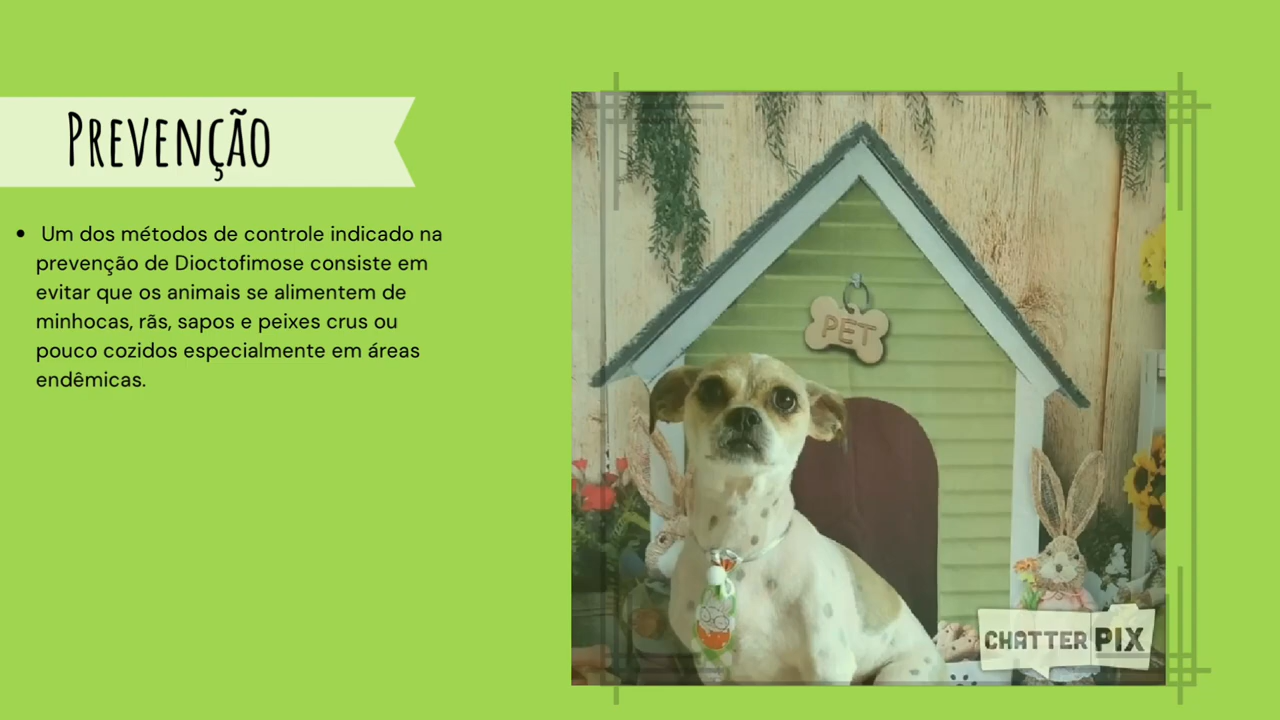 Prevenção
• Um dos métodos de controle indicado na
prevenção de Dioctofimose consiste em
evitar que os animais se alimentem de
minhocas, rãs, sapos e peixes crus ou
pouco cozidos especialmente em áreas
endêmicas.
PET
CHATTER PIX